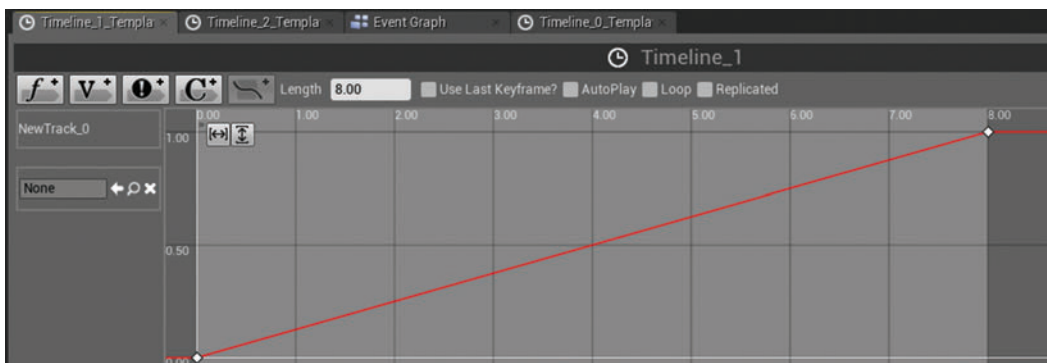 Timeline_1_Templa
Timeline_2_Templa
Event Graph
Timeline_0_Templa
Timeline_1
f+ V+ !+ C+ Length 8.00 Use Last Keyframe? AutoPlay Loop Replicated
NewTrack_0
None
0.00 1.00 2.00 3.00 4.00 5.00 6.00 7.00 8.00
1.00
0.50
0.00